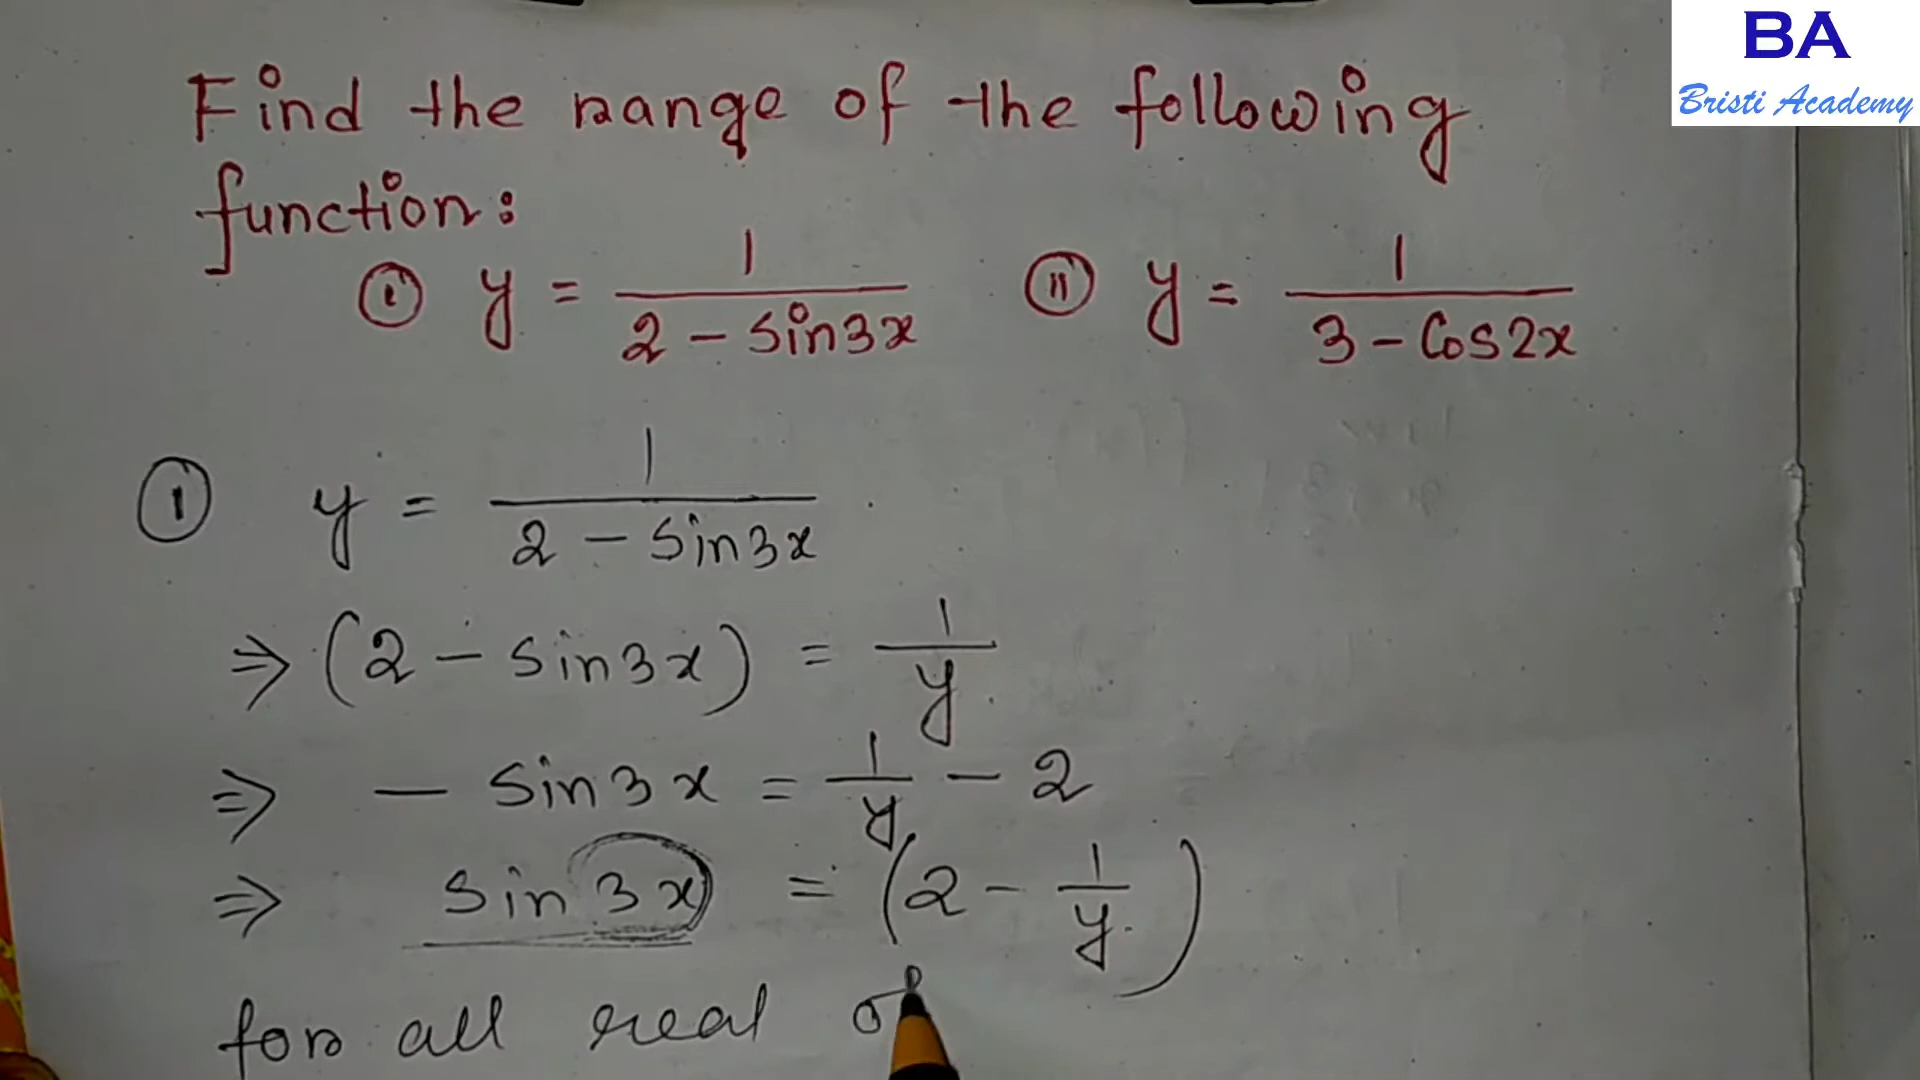 BA
Bristi Academy
Find the range of the following
function:
(i) y = 1/(2 - sin3x) (ii) y = 1/(3 - Cos2x)
(i) y = 1/(2 - sin3x)
⇒ (2 - sin3x) = 1/y
⇒ - sin3x = 1/y - 2
⇒ sin3x = (2 - 1/y)
for all real of